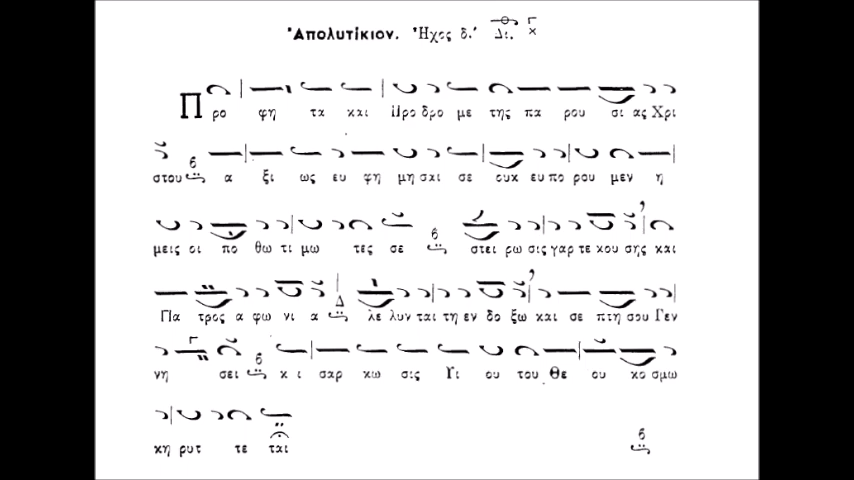 Ἀπολυτίκιον. Ἦχος δ.΄ Δι.
Προ φη τα και Προ δρο με της πα ρου σι ας Χρι
στου α ξι ως ευ φη μη σαι σε ουκ ευ πο ρου μεν η
μεις οι πο θω τι μω τες σε στει ρω σις γαρ τε κου σης και
Πα τρος α φω νι α λε λυν ται τη εν δο ξω και σε πτη σου Γεν
νη σει κ ι σαρ κω σις Υι ου του Θε ου κο σμω
κη ρυτ τε ται